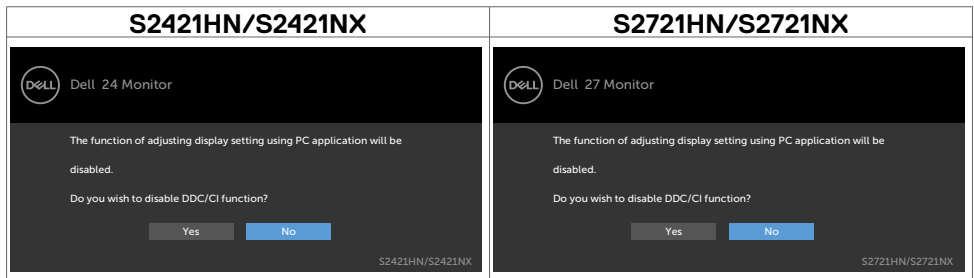 S2421HN/S2421NX
S2721HN/S2721NX
DELL Dell 24 Monitor
The function of adjusting display setting using PC application will be
disabled.
Do you wish to disable DDC/CI function?
Yes No
S2421HN/S2421NX
DELL Dell 27 Monitor
The function of adjusting display setting using PC application will be
disabled.
Do you wish to disable DDC/CI function?
Yes No
S2721HN/S2721NX